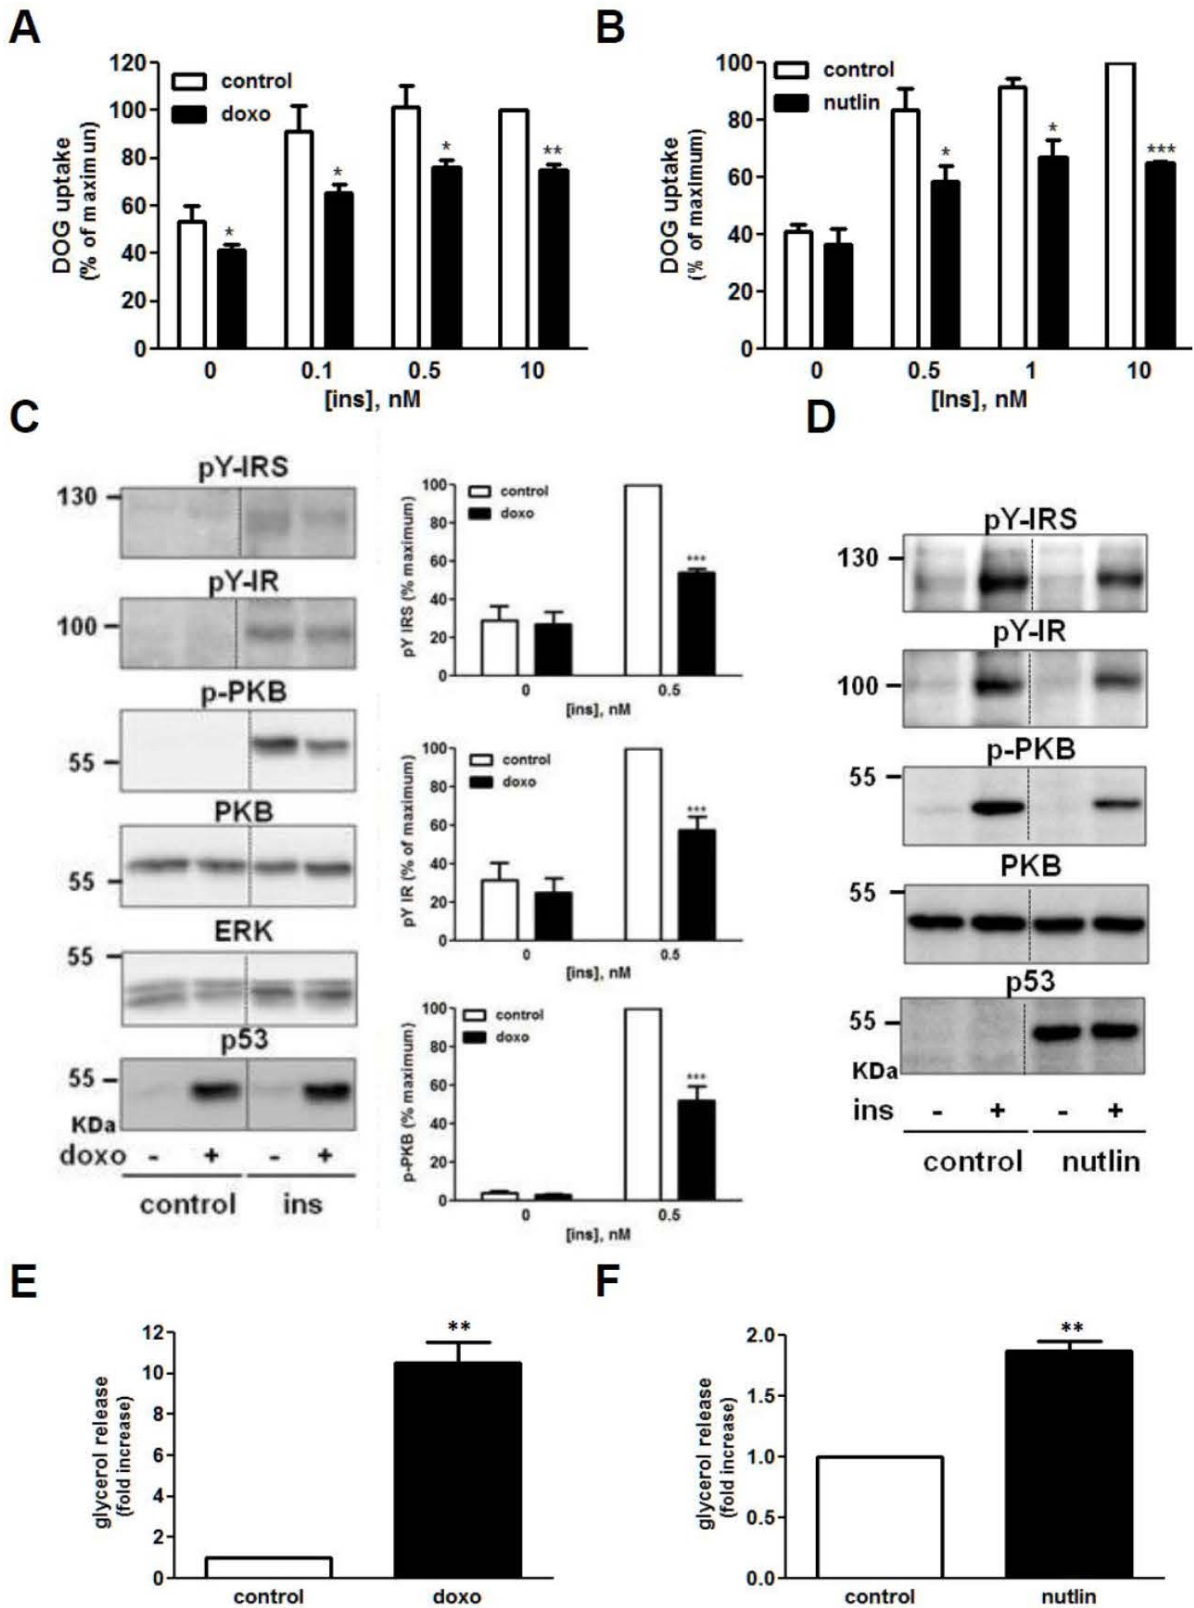 A
DOG uptake
(% of maximun)
120
100
80
60
40
20
0
control
doxo
*
*
*
**
0 0.1 0.5 10
[ins], nM
B
DOG uptake
(% of maximum)
100
80
60
40
20
0
control
nutlin
*
*
***
0 0.5 1 10
[Ins], nM
C
pY-IRS
130
pY-IR
100
p-PKB
55
PKB
55
ERK
55
p53
55
KDa
doxo - + - +
control ins
pY IRS (% maximum)
100
80
60
40
20
0
control
doxo
***
0 0.5
[ins], nM
pY IR (% of maximum)
100
80
60
40
20
0
control
doxo
***
0 0.5
[ins], nM
p-PKB (% maximum)
100
80
60
40
20
0
control
doxo
***
0 0.5
[ins], nM
D
pY-IRS
130
pY-IR
100
p-PKB
55
PKB
55
p53
55
KDa
ins - + - +
control nutlin
E
glycerol release
(fold increase)
12
10
8
6
4
2
0
**
control doxo
F
glycerol release
(fold increase)
2.0
1.5
1.0
0.5
0.0
**
control nutlin